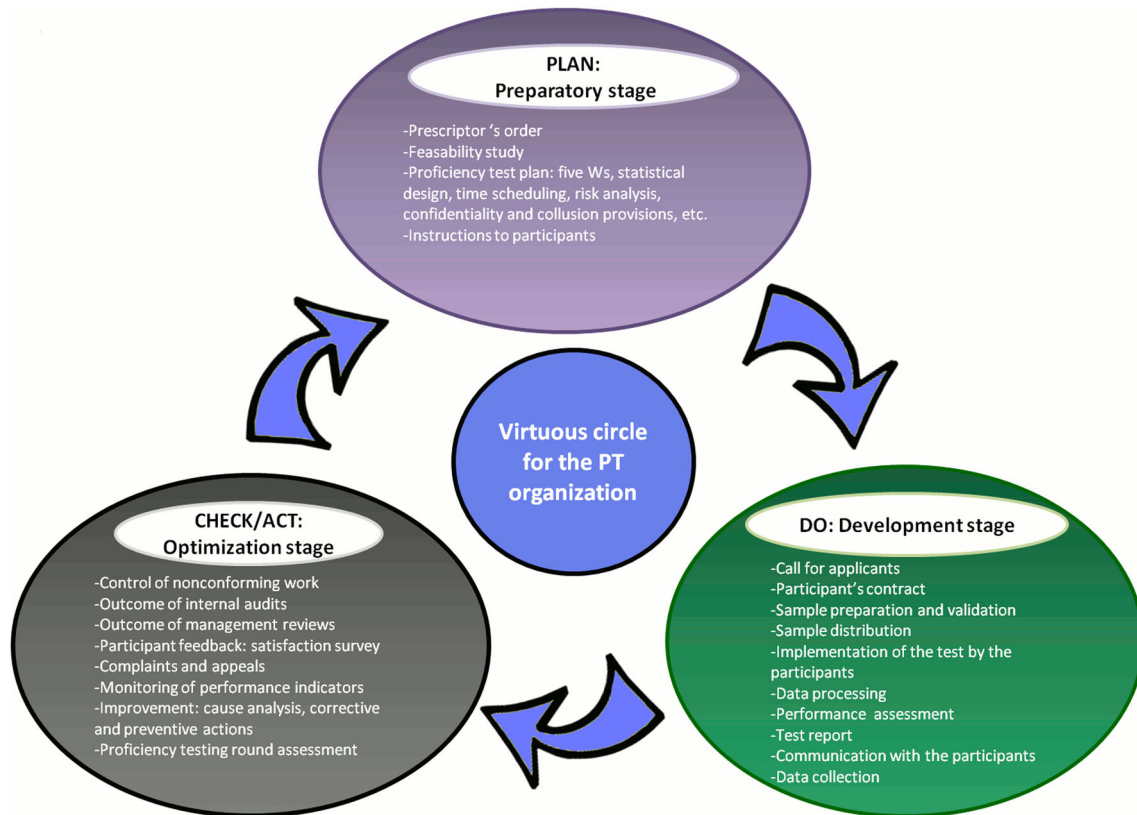 PLAN:
Preparatory stage
-Prescriptor ‘s order
-Feasability study
-Proficiency test plan: five Ws, statistical
design, time scheduling, risk analysis,
confidentiality and collusion provisions, etc.
-Instructions to participants
Virtuous circle
for the PT
organization
CHECK/ACT:
Optimization stage
-Control of nonconforming work
-Outcome of internal audits
-Outcome of management reviews
-Participant feedback: satisfaction survey
-Complaints and appeals
-Monitoring of performance indicators
-Improvement: cause analysis, corrective
and preventive actions
-Proficiency testing round assessment
DO: Development stage
-Call for applicants
-Participant’s contract
-Sample preparation and validation
-Sample distribution
-Implementation of the test by the
participants
-Data processing
-Performance assessment
-Test report
-Communication with the participants
-Data collection